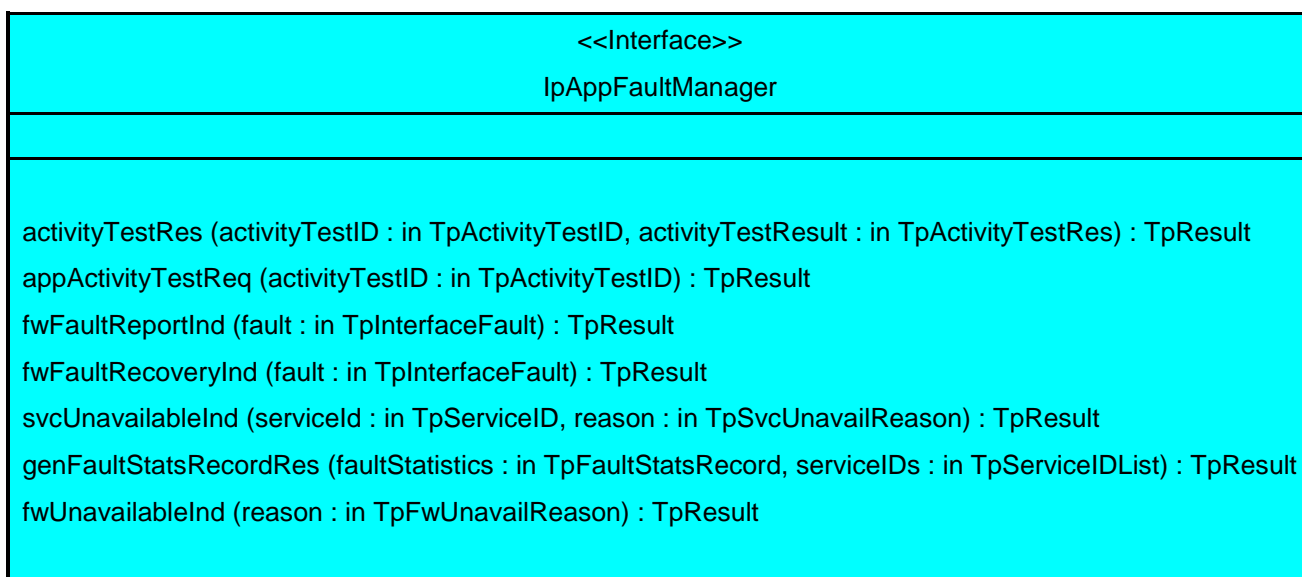 <<Interface>>
IpAppFaultManager
activityTestRes (activityTestID : in TpActivityTestID, activityTestResult : in TpActivityTestRes) : TpResult
appActivityTestReq (activityTestID : in TpActivityTestID) : TpResult
fwFaultReportInd (fault : in TpInterfaceFault) : TpResult
fwFaultRecoveryInd (fault : in TpInterfaceFault) : TpResult
svcUnavailableInd (serviceId : in TpServiceID, reason : in TpSvcUnavailReason) : TpResult
genFaultStatsRecordRes (faultStatistics : in TpFaultStatsRecord, serviceIDs : in TpServiceIDList) : TpResult
fwUnavailableInd (reason : in TpFwUnavailReason) : TpResult